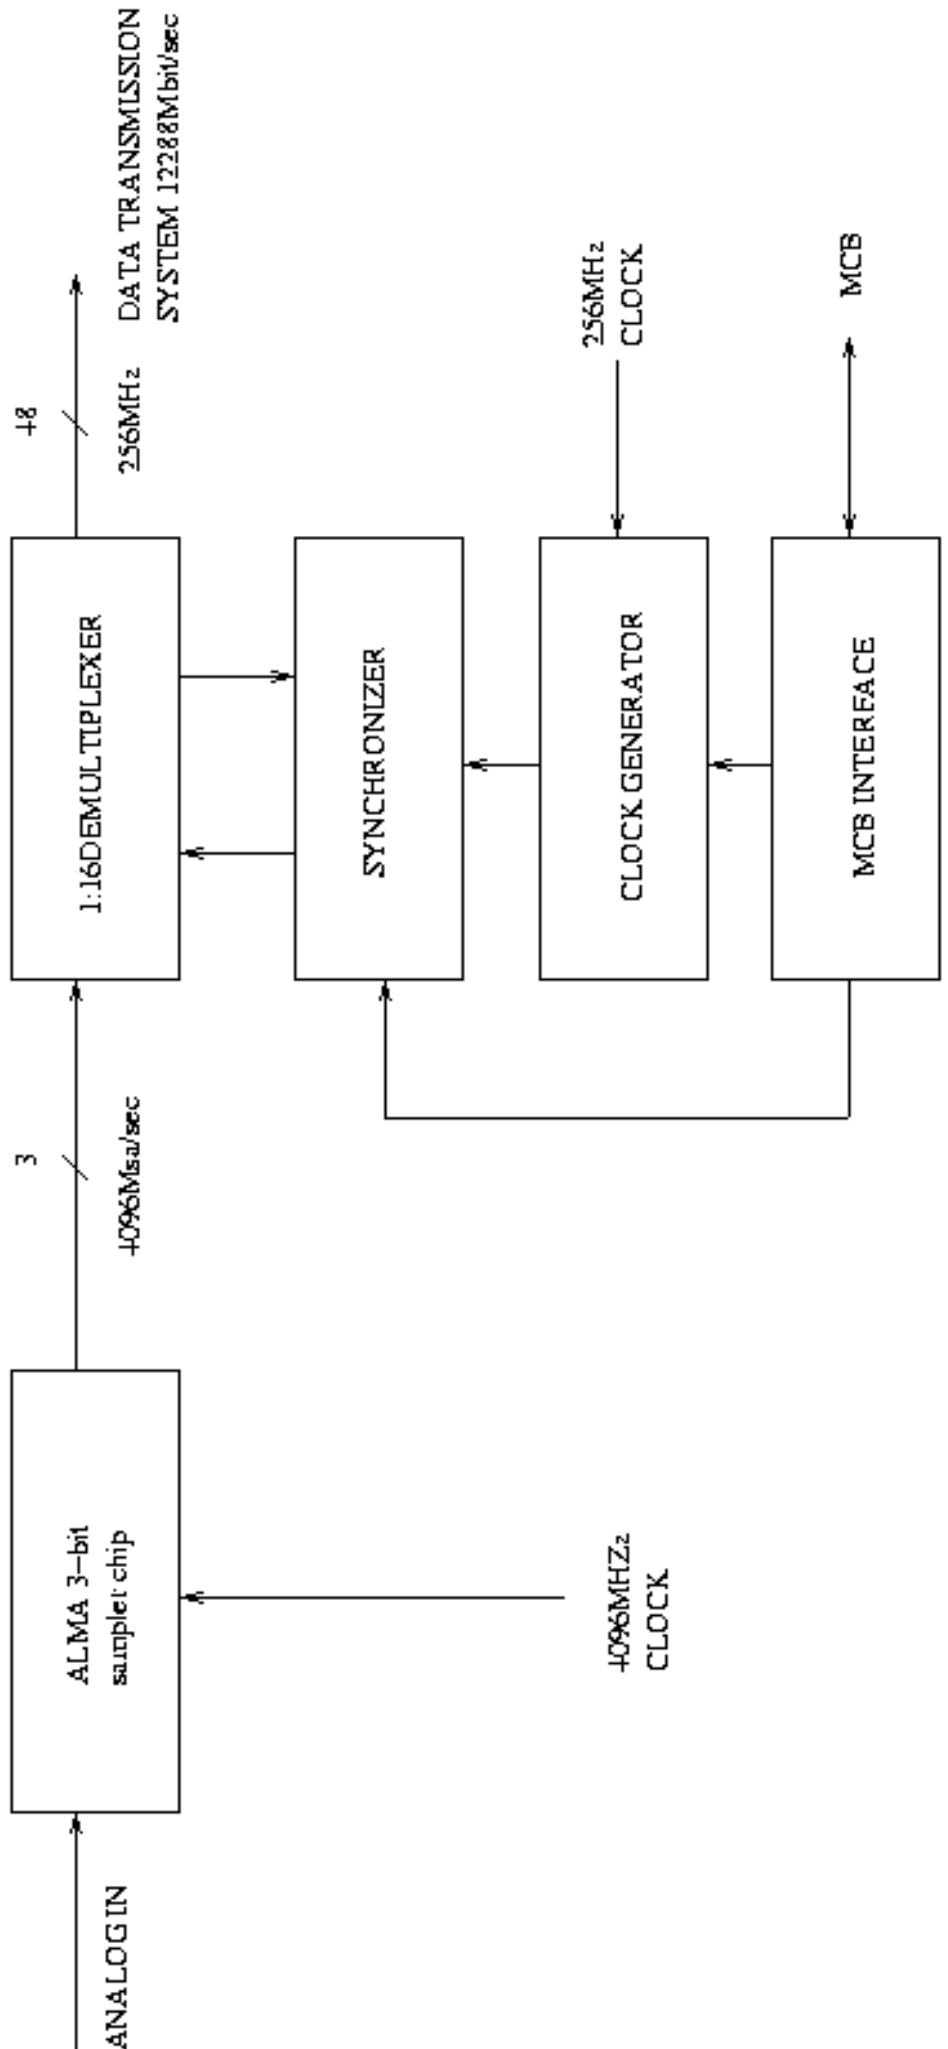 ANALOG IN
ALMA 3-bit
sampler chip
4096MHZz
CLOCK
3
4096Msa/sec
1:16DEMULTIPLEXER
SYNCHRONIZER
CLOCK GENERATOR
MCB INTERFACE
48
256MHz
DATA TRANSMISSION
SYSTEM 12288Mbit/sec
256MHz
CLOCK
MCB